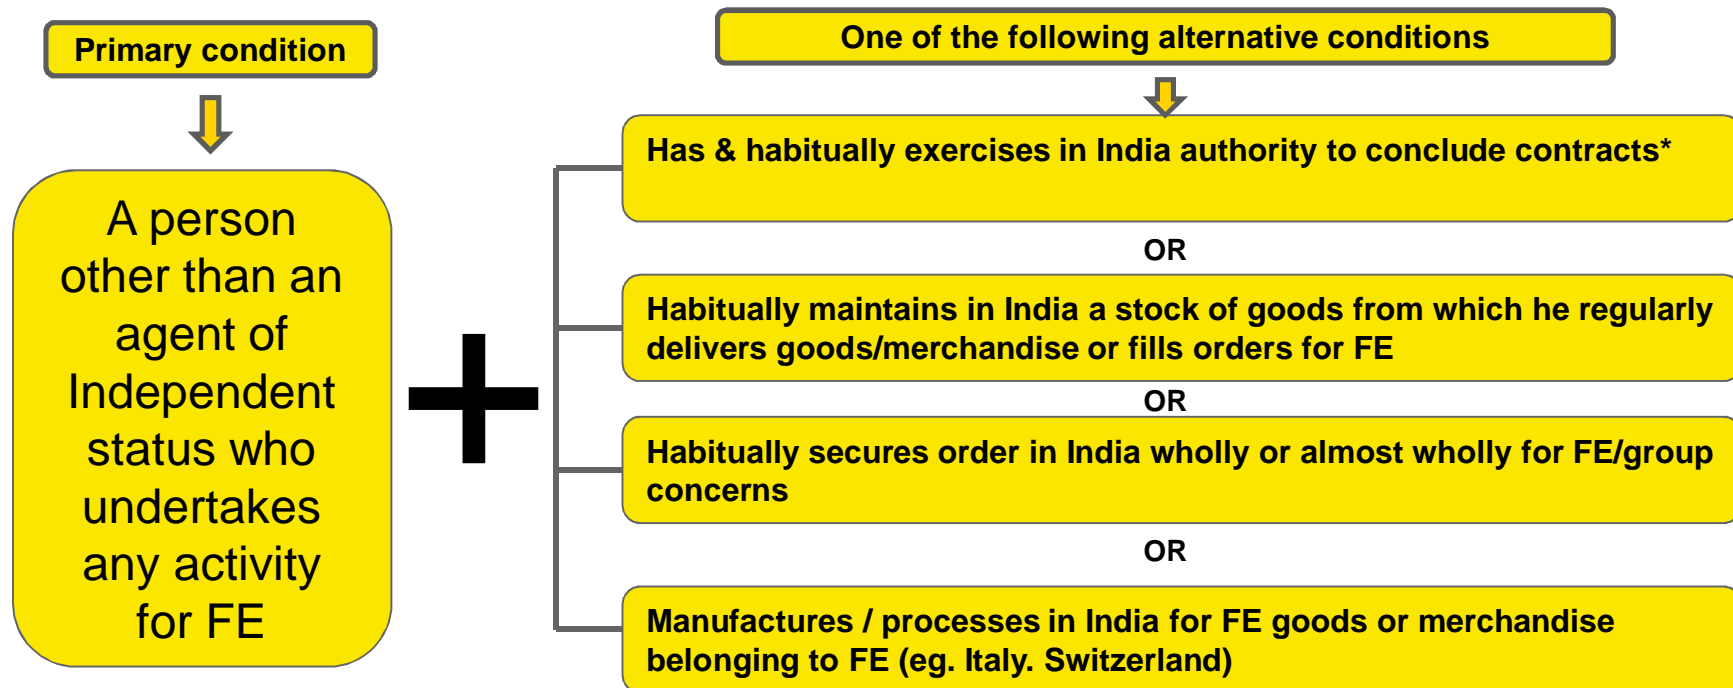 Primary condition
A person
other than an
agent of
Independent
status who
undertakes
any activity
for FE
One of the following alternative conditions
Has & habitually exercises in India authority to conclude contracts*
OR
Habitually maintains in India a stock of goods from which he regularly
delivers goods/merchandise or fills orders for FE
OR
Habitually secures order in India wholly or almost wholly for FE/group
concerns
OR
Manufactures / processes in India for FE goods or merchandise
belonging to FE (eg. Italy. Switzerland)